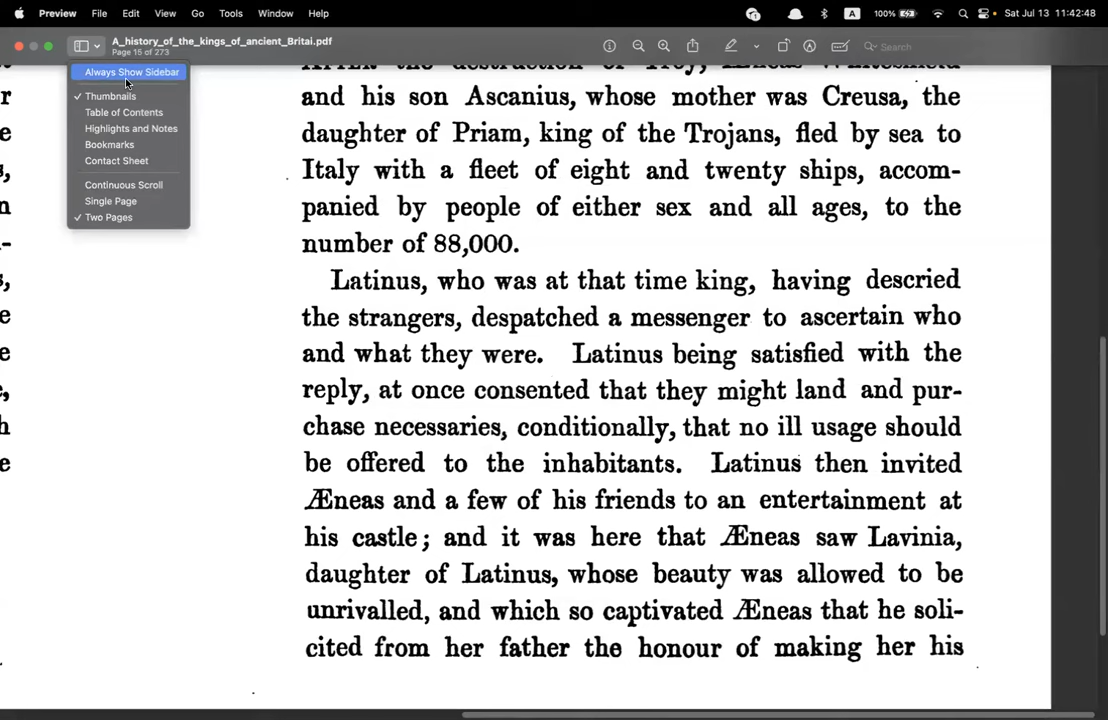 Preview File Edit View Go Tools Window Help A 100% Sat Jul 13 11:42:48
A_history_of_the_kings_of_ancient_Britai.pdf
Page 15 of 273
Search
Always Show Sidebar
✓ Thumbnails
Table of Contents
Highlights and Notes
Bookmarks
Contact Sheet
Continuous Scroll
Single Page
✓ Two Pages
r
e
s,
n
-
s,
e
e
e,
h
e
AFTER the destruction of Troy, Æneas Whiteshield
and his son Ascanius, whose mother was Creusa, the
daughter of Priam, king of the Trojans, fled by sea to
Italy with a fleet of eight and twenty ships, accom-
panied by people of either sex and all ages, to the
number of 88,000.
Latinus, who was at that time king, having descried
the strangers, despatched a messenger to ascertain who
and what they were. Latinus being satisfied with the
reply, at once consented that they might land and pur-
chase necessaries, conditionally, that no ill usage should
be offered to the inhabitants. Latinus then invited
Æneas and a few of his friends to an entertainment at
his castle; and it was here that Æneas saw Lavinia,
daughter of Latinus, whose beauty was allowed to be
unrivalled, and which so captivated Æneas that he soli-
cited from her father the honour of making her his